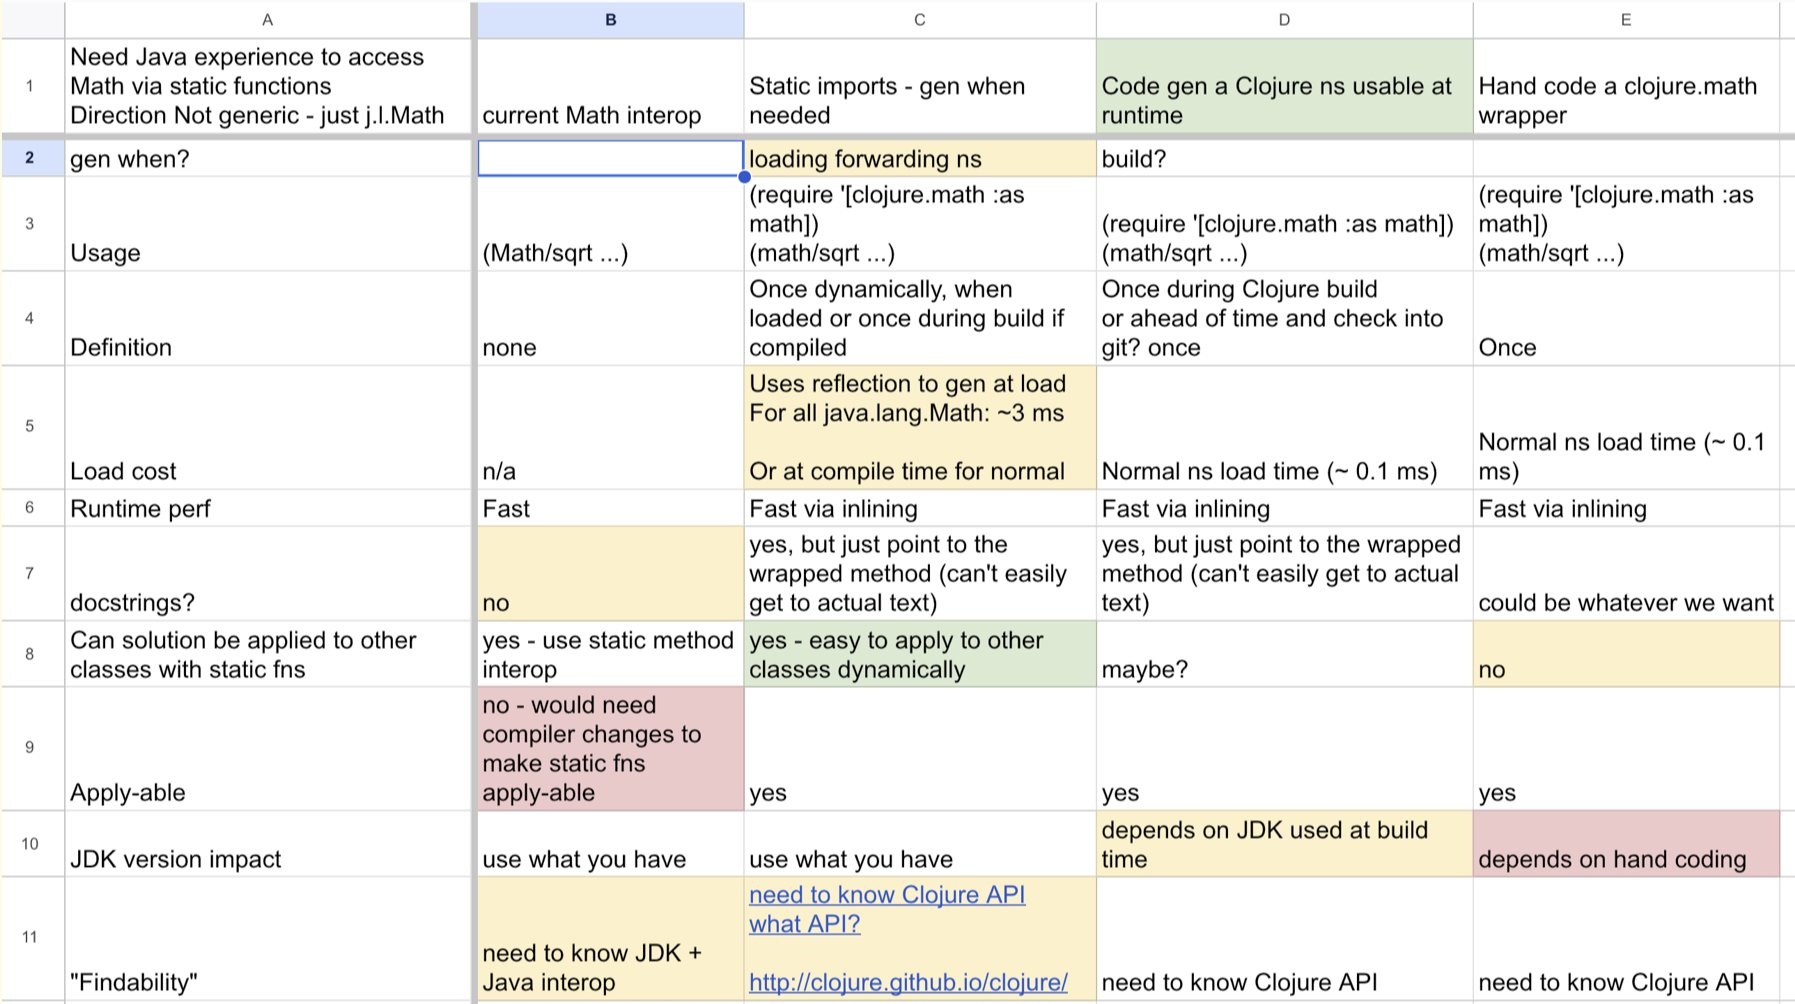 A B C D E
1
Need Java experience to access
Math via static functions
Direction Not generic - just j.l.Math
current Math interop
Static imports - gen when
needed
Code gen a Clojure ns usable at
runtime
Hand code a clojure.math
wrapper
2
gen when?
loading forwarding ns
build?
3
Usage
(Math/sqrt ...)
(require '[clojure.math :as
math])
(math/sqrt ...)
(require '[clojure.math :as math])
(math/sqrt ...)
(require '[clojure.math :as
math])
(math/sqrt ...)
4
Definition
none
Once dynamically, when
loaded or once during build if
compiled
Once during Clojure build
or ahead of time and check into
git? once
Once
5
Load cost
n/a
Uses reflection to gen at load
For all java.lang.Math: ~3 ms
Or at compile time for normal
Normal ns load time (~ 0.1 ms)
Normal ns load time (~ 0.1
ms)
6
Runtime perf
Fast
Fast via inlining
Fast via inlining
Fast via inlining
7
docstrings?
no
yes, but just point to the
wrapped method (can't easily
get to actual text)
yes, but just point to the wrapped
method (can't easily get to actual
text)
could be whatever we want
8
Can solution be applied to other
classes with static fns
yes - use static method
interop
yes - easy to apply to other
classes dynamically
maybe?
no
9
Apply-able
no - would need
compiler changes to
make static fns
apply-able
yes
yes
yes
10
JDK version impact
use what you have
use what you have
depends on JDK used at build
time
depends on hand coding
11
"Findability"
need to know JDK +
Java interop
need to know Clojure API
what API?
http://clojure.github.io/clojure/
need to know Clojure API
need to know Clojure API